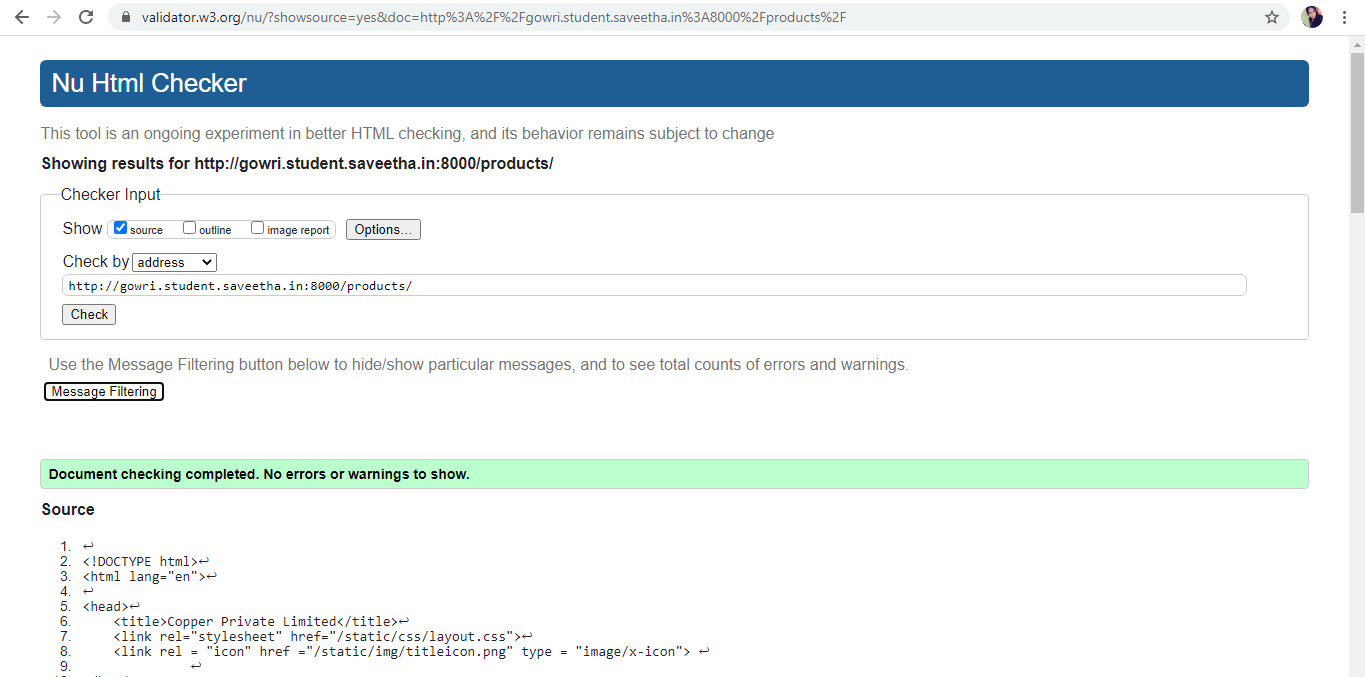 validator.w3.org/nu/?showsource=yes&doc=http%3A%2F%2Fgowri.student.saveetha.in%3A8000%2Fproducts%2F
Nu Html Checker
This tool is an ongoing experiment in better HTML checking, and its behavior remains subject to change
Showing results for http://gowri.student.saveetha.in:8000/products/
Checker Input
Show source outline image report Options...
Check by address
http://gowri.student.saveetha.in:8000/products/
Check
Use the Message Filtering button below to hide/show particular messages, and to see total counts of errors and warnings.
Message Filtering
Document checking completed. No errors or warnings to show.
Source
1. ↩
2. <!DOCTYPE html>↩
3. <html lang="en">↩
4. ↩
5. <head>↩
6. <title>Copper Private Limited</title>↩
7. <link rel="stylesheet" href="/static/css/layout.css">↩
8. <link rel = "icon" href ="/static/img/titleicon.png" type = "image/x-icon"> ↩
9. ↩